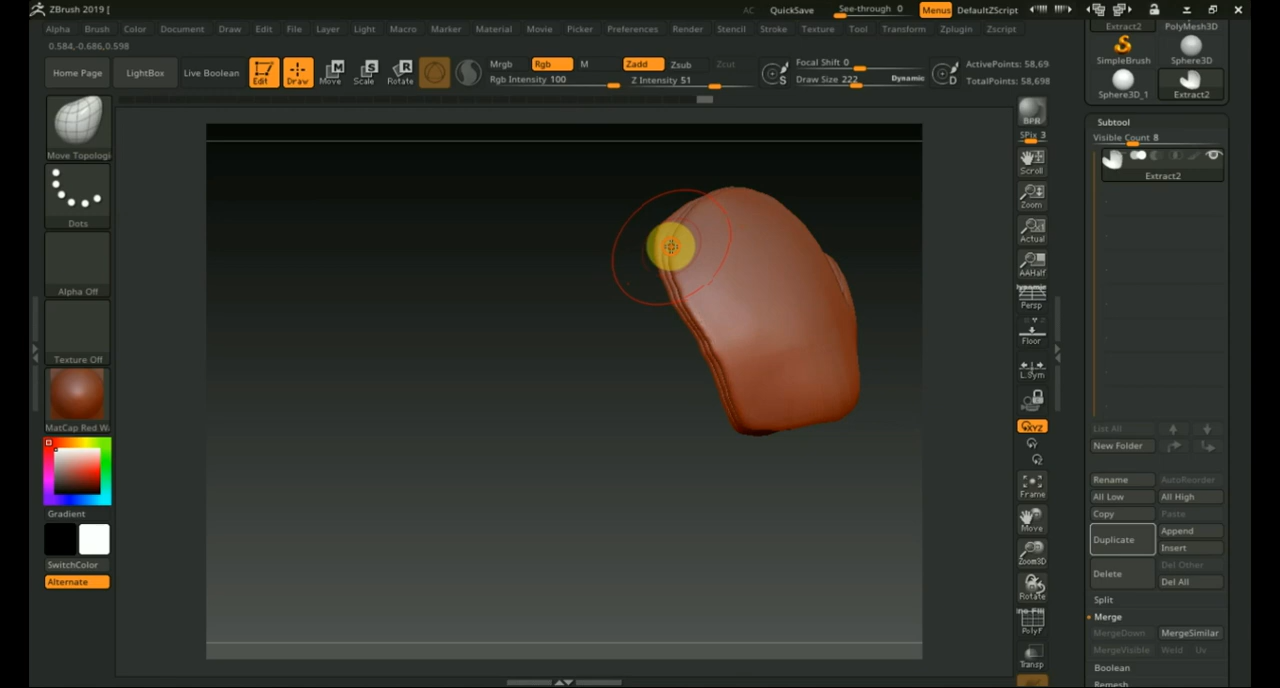 ZBrush 2019 [
AC QuickSave See-through 0 Menus DefaultZScript
Alpha Brush Color Document Draw Edit File Layer Light Macro Marker Material Movie Picker Preferences Render Stencil Stroke Texture Tool Transform Zplugin Zscript
0.584,-0.686,0.598
Home Page LightBox Live Boolean Edit Draw Move Scale Rotate
Mrgb Rgb M Zadd Zsub Zcut
Rgb Intensity 100 Z Intensity 51
S Focal Shift 0
Draw Size 222 Dynamic D
ActivePoints: 58,69
TotalPoints: 58,698
Extract2 PolyMesh3D
SimpleBrush Sphere3D
Sphere3D_1 Extract2
Move Topologi
Dots
Alpha Off
Texture Off
MatCap Red W
Gradient
SwitchColor
Alternate
BPR
SPix 3
Scroll
Zoom
Actual
AAHalf
Dynamic
Persp
Floor
L.Sym
XYZ
Frame
Move
Zoom3D
Rotate
Line Fill
PolyF
Transp
Subtool
Visible Count 8
Extract2
List All
New Folder
Rename AutoReorder
All Low All High
Copy Paste
Duplicate Append
Insert
Delete Del Other
Del All
Split
Merge
MergeDown MergeSimilar
MergeVisible Weld Uv
Boolean
Remesh